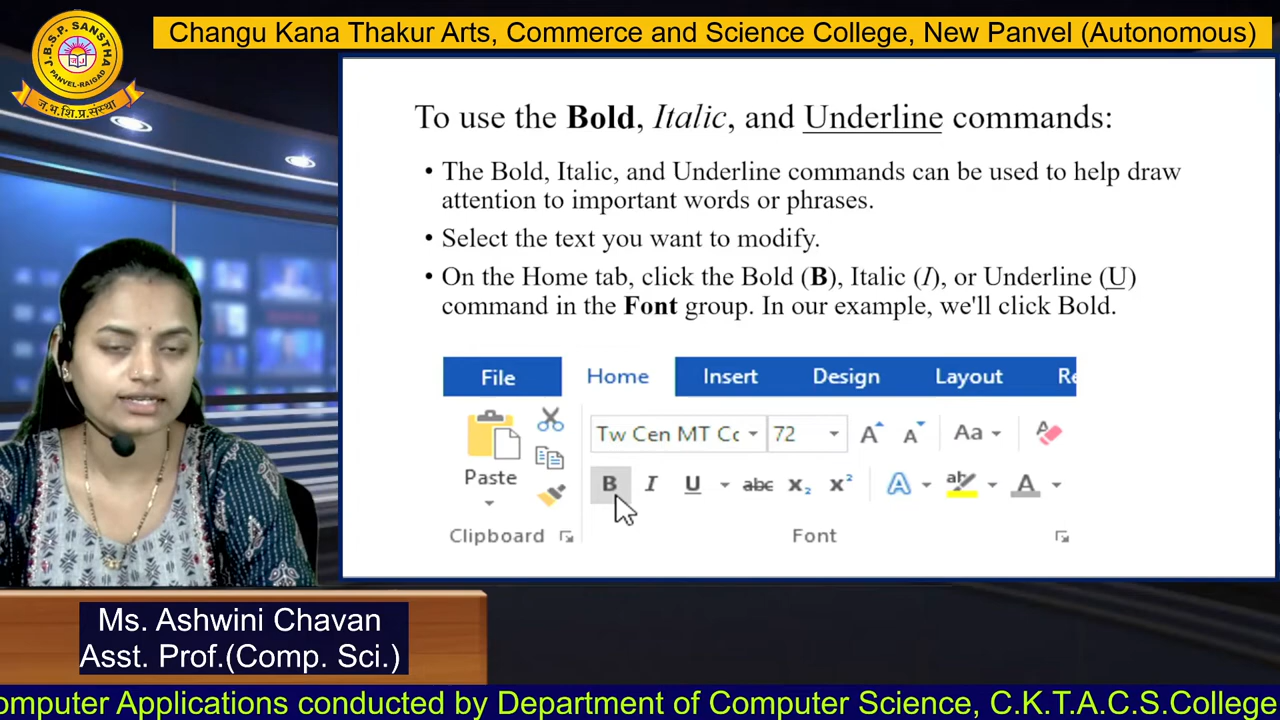 Changu Kana Thakur Arts, Commerce and Science College, New Panvel (Autonomous)
J.B.S.P. SANSTHA
PANVEL-RAIGAD
ज.भ.शि.प्र.संस्था
To use the Bold, Italic, and Underline commands:
• The Bold, Italic, and Underline commands can be used to help draw
attention to important words or phrases.
• Select the text you want to modify.
• On the Home tab, click the Bold (B), Italic (I), or Underline (U)
command in the Font group. In our example, we'll click Bold.
File Home Insert Design Layout Re
Tw Cen MT Cc 72 A A Aa A
Paste B I U abc X₂ X² A ab A
Clipboard Font
Ms. Ashwini Chavan
Asst. Prof.(Comp. Sci.)
omputer Applications conducted by Department of Computer Science, C.K.T.A.C.S.College